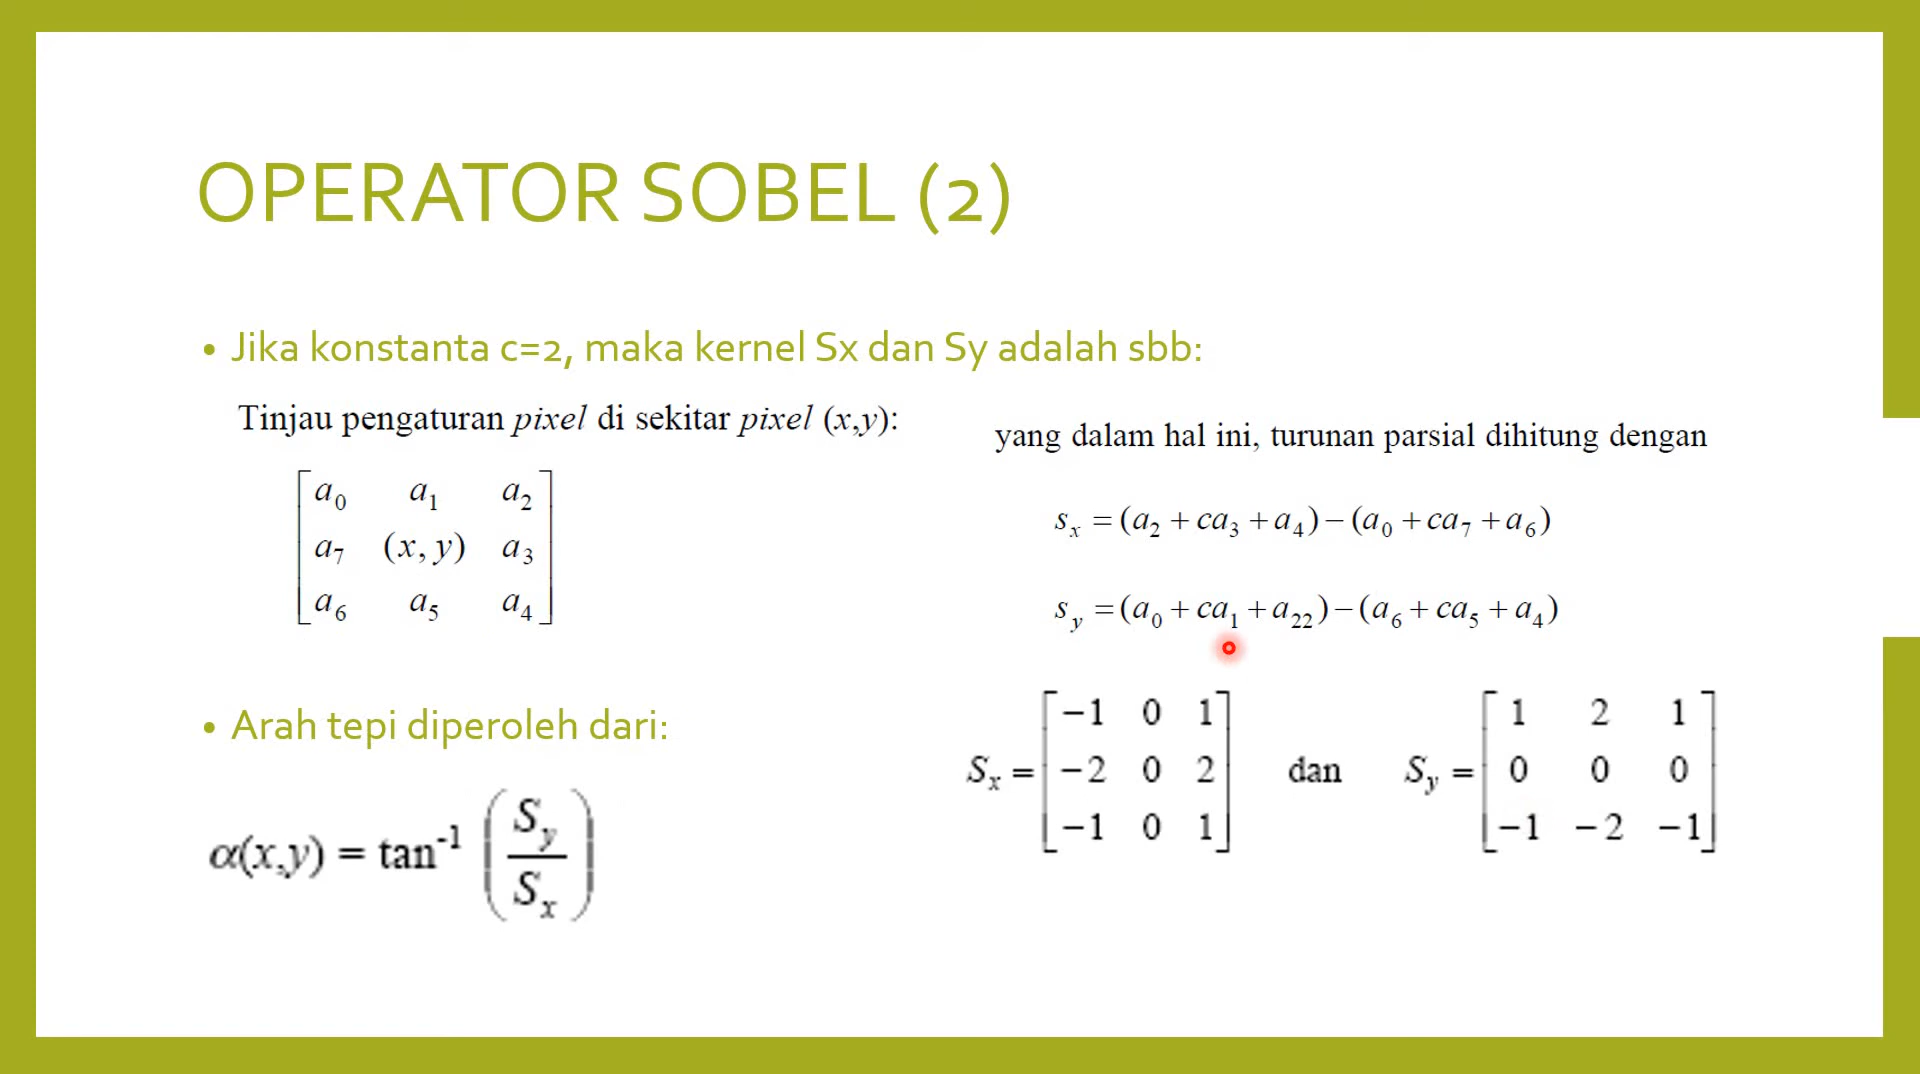 OPERATOR SOBEL (2)
• Jika konstanta c=2, maka kernel Sx dan Sy adalah sbb:
Tinjau pengaturan pixel di sekitar pixel (x,y):
a₀ a₁ a₂
a₇ (x, y) a₃
a₆ a₅ a₄
• Arah tepi diperoleh dari:
α(x,y) = tan⁻¹ (S_y / S_x)
yang dalam hal ini, turunan parsial dihitung dengan
s_x = (a₂ + ca₃ + a₄) − (a₀ + ca₇ + a₆)
s_y = (a₀ + ca₁ + a₂₂) − (a₆ + ca₅ + a₄)
S_x = [−1 0 1; −2 0 2; −1 0 1] dan S_y = [1 2 1; 0 0 0; −1 −2 −1]